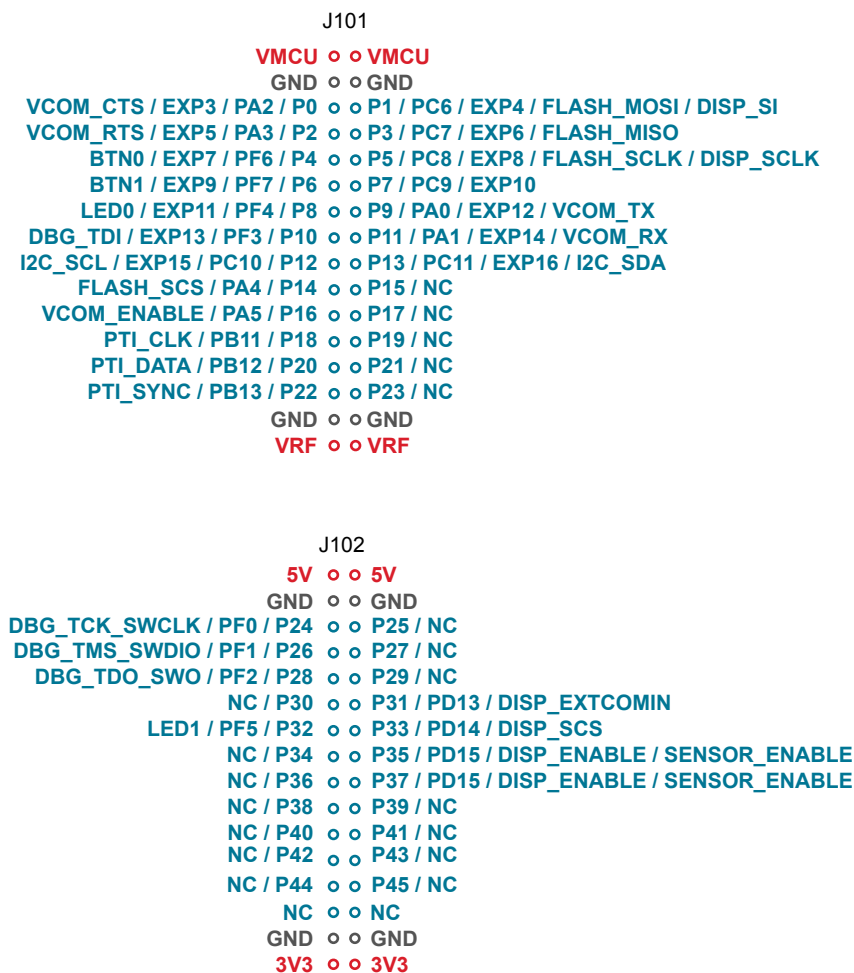 J101
VMCU VMCU
GND GND
VCOM_CTS / EXP3 / PA2 / P0 P1 / PC6 / EXP4 / FLASH_MOSI / DISP_SI
VCOM_RTS / EXP5 / PA3 / P2 P3 / PC7 / EXP6 / FLASH_MISO
BTN0 / EXP7 / PF6 / P4 P5 / PC8 / EXP8 / FLASH_SCLK / DISP_SCLK
BTN1 / EXP9 / PF7 / P6 P7 / PC9 / EXP10
LED0 / EXP11 / PF4 / P8 P9 / PA0 / EXP12 / VCOM_TX
DBG_TDI / EXP13 / PF3 / P10 P11 / PA1 / EXP14 / VCOM_RX
I2C_SCL / EXP15 / PC10 / P12 P13 / PC11 / EXP16 / I2C_SDA
FLASH_SCS / PA4 / P14 P15 / NC
VCOM_ENABLE / PA5 / P16 P17 / NC
PTI_CLK / PB11 / P18 P19 / NC
PTI_DATA / PB12 / P20 P21 / NC
PTI_SYNC / PB13 / P22 P23 / NC
GND GND
VRF VRF
J102
5V 5V
GND GND
DBG_TCK_SWCLK / PF0 / P24 P25 / NC
DBG_TMS_SWDIO / PF1 / P26 P27 / NC
DBG_TDO_SWO / PF2 / P28 P29 / NC
NC / P30 P31 / PD13 / DISP_EXTCOMIN
LED1 / PF5 / P32 P33 / PD14 / DISP_SCS
NC / P34 P35 / PD15 / DISP_ENABLE / SENSOR_ENABLE
NC / P36 P37 / PD15 / DISP_ENABLE / SENSOR_ENABLE
NC / P38 P39 / NC
NC / P40 P41 / NC
NC / P42 P43 / NC
NC / P44 P45 / NC
NC NC
GND GND
3V3 3V3